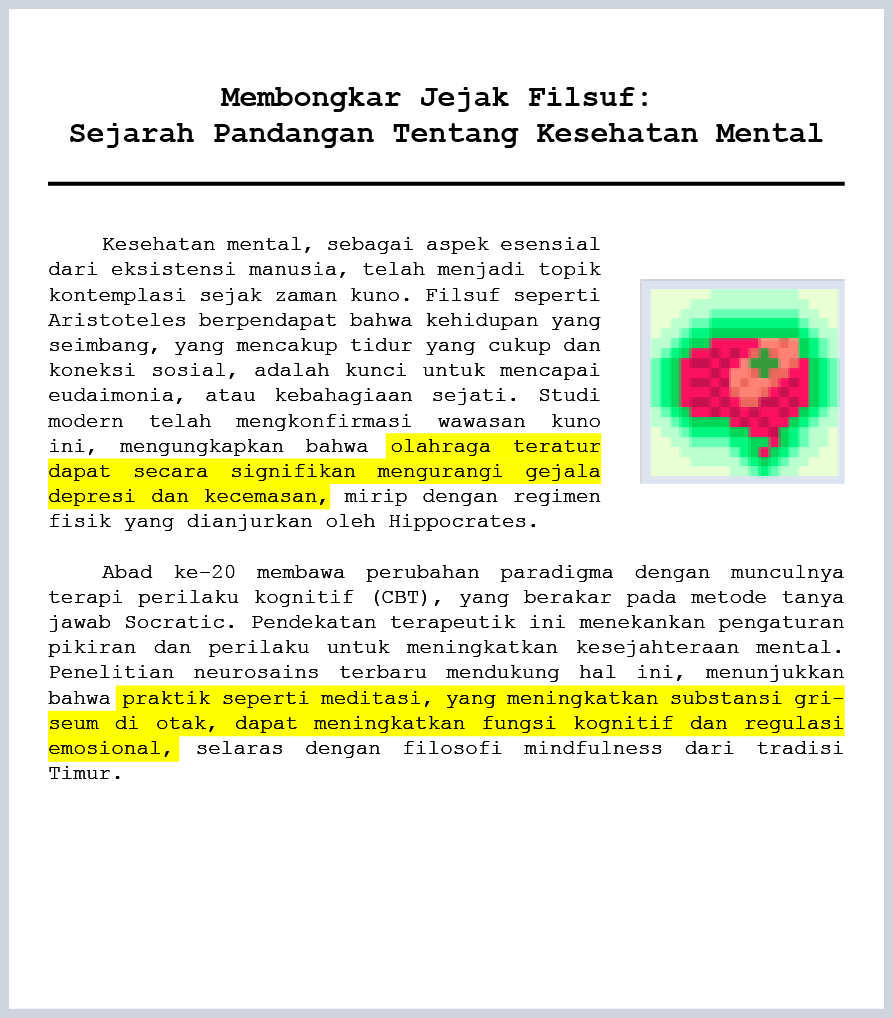 Membongkar Jejak Filsuf:
Sejarah Pandangan Tentang Kesehatan Mental
Kesehatan mental, sebagai aspek esensial
dari eksistensi manusia, telah menjadi topik
kontemplasi sejak zaman kuno. Filsuf seperti
Aristoteles berpendapat bahwa kehidupan yang
seimbang, yang mencakup tidur yang cukup dan
koneksi sosial, adalah kunci untuk mencapai
eudaimonia, atau kebahagiaan sejati. Studi
modern telah mengkonfirmasi wawasan kuno
ini, mengungkapkan bahwa olahraga teratur
dapat secara signifikan mengurangi gejala
depresi dan kecemasan, mirip dengan regimen
fisik yang dianjurkan oleh Hippocrates.
Abad ke-20 membawa perubahan paradigma dengan munculnya
terapi perilaku kognitif (CBT), yang berakar pada metode tanya
jawab Socratic. Pendekatan terapeutik ini menekankan pengaturan
pikiran dan perilaku untuk meningkatkan kesejahteraan mental.
Penelitian neurosains terbaru mendukung hal ini, menunjukkan
bahwa praktik seperti meditasi, yang meningkatkan substansi gri-
seum di otak, dapat meningkatkan fungsi kognitif dan regulasi
emosional, selaras dengan filosofi mindfulness dari tradisi
Timur.